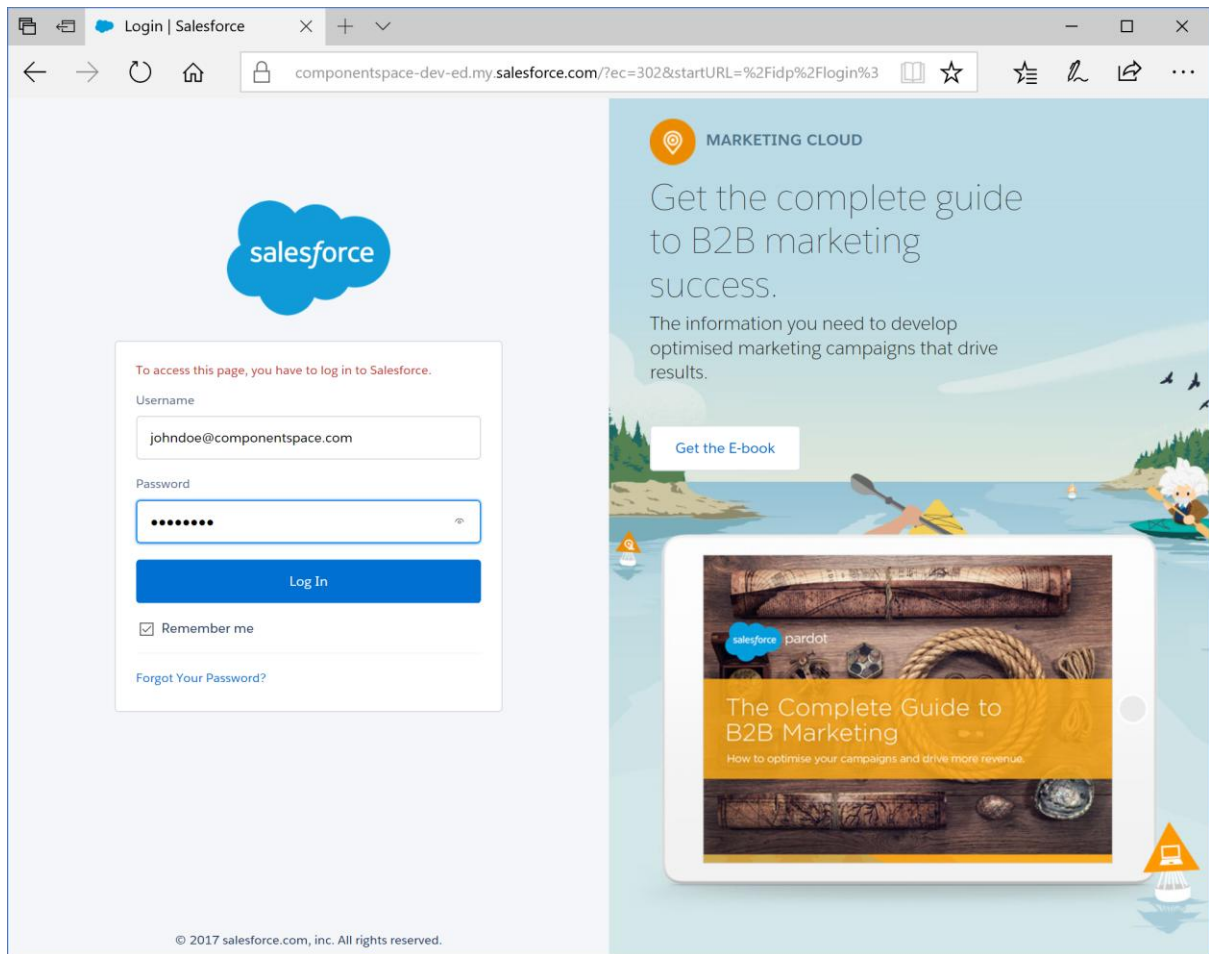 Login | Salesforce
componentspace-dev-ed.my.salesforce.com/?ec=302&startURL=%2Fidp%2Flogin%3
salesforce
To access this page, you have to log in to Salesforce.
Username
johndoe@componentspace.com
Password
••••••••
Log In
Remember me
Forgot Your Password?
© 2017 salesforce.com, inc. All rights reserved.
MARKETING CLOUD
Get the complete guide
to B2B marketing
success.
The information you need to develop
optimised marketing campaigns that drive
results.
Get the E-book
salesforce pardot
The Complete Guide to
B2B Marketing
How to optimise your campaigns and drive more revenue.